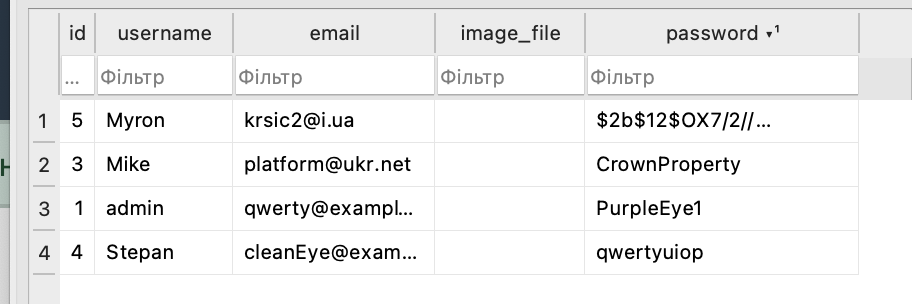 id username email image_file password ▾¹
... Фільтр Фільтр Фільтр Фільтр
1 5 Myron krsic2@i.ua $2b$12$OX7/2//...
2 3 Mike platform@ukr.net CrownProperty
3 1 admin qwerty@exampl... PurpleEye1
4 4 Stepan cleanEye@exam... qwertyuiop